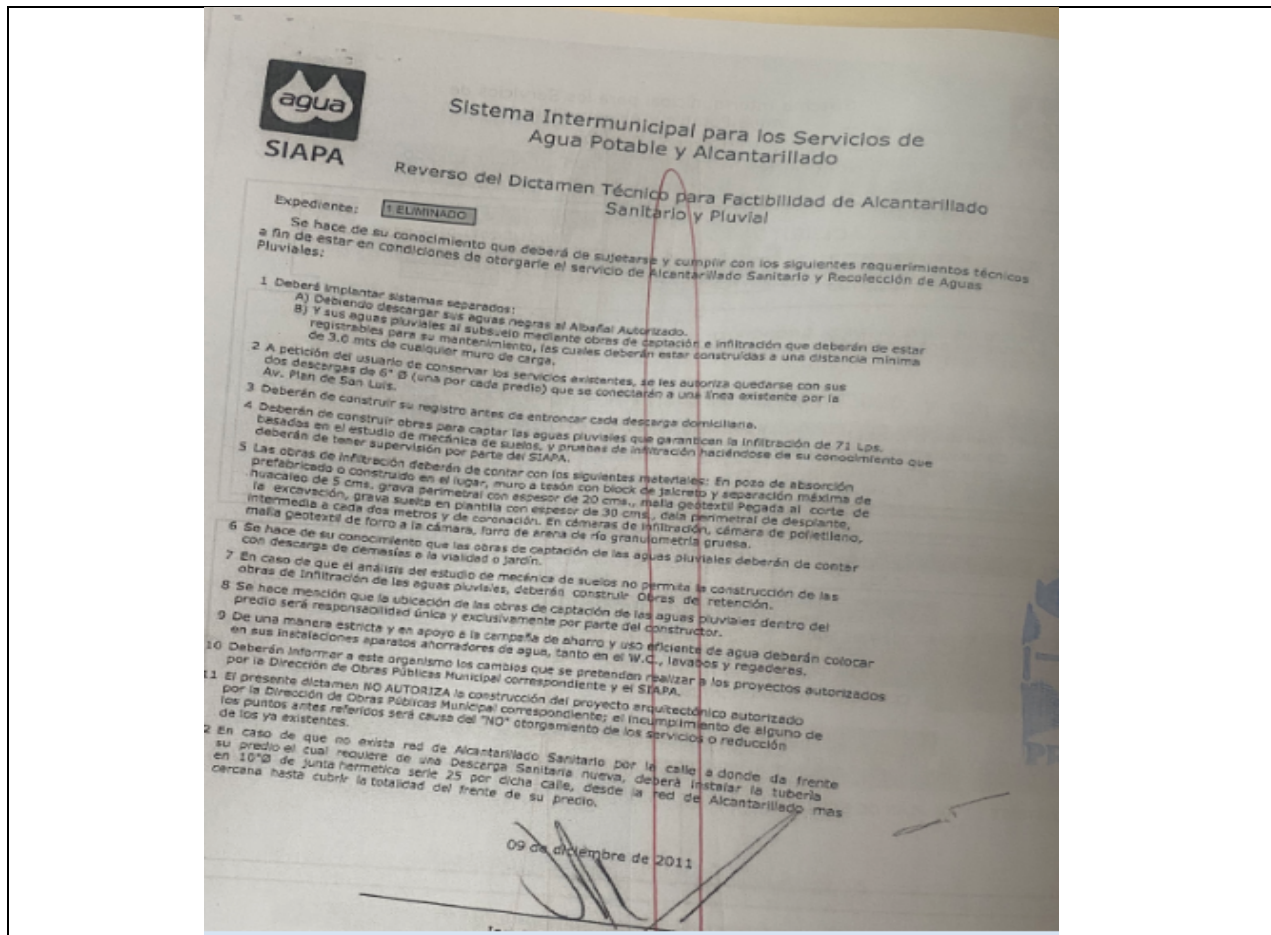 agua
SIAPA
Sistema Intermunicipal para los Servicios de
Agua Potable y Alcantarillado
Reverso del Dictamen Técnico para Factibilidad de Alcantarillado
Sanitario y Pluvial
Expediente: 1 ELIMINADO
Se hace de su conocimiento que deberá de sujetarse y cumplir con los siguientes requerimientos técnicos
a fin de estar en condiciones de otorgarle el servicio de Alcantarillado Sanitario y Recolección de Aguas
Pluviales:
1 Deberá implantar sistemas separados:
A) Debiendo descargar sus aguas negras al Albañal Autorizado.
B) Y sus aguas pluviales al subsuelo mediante obras de captación e infiltración que deberán de estar
registrables para su mantenimiento, las cuales deberán estar construidas a una distancia mínima
de 3.0 mts de cualquier muro de carga.
2 A petición del usuario de conservar los servicios existentes, se les autoriza quedarse con sus
dos descargas de 6" Ø (una por cada predio) que se conectarán a una línea existente por la
Av. Plan de San Luis.
3 Deberán de construir su registro antes de entroncar cada descarga domiciliaria.
4 Deberán de construir obras para captar las aguas pluviales que garanticen la infiltración de 71 Lps.
basadas en el estudio de mecánica de suelos, y pruebas de infiltración haciéndose de su conocimiento que
deberán de tener supervisión por parte del SIAPA.
5 Las obras de infiltración deberán de contar con los siguientes materiales: En pozo de absorción
prefabricado o construido en el lugar, muro a tesón con block de jalcreto y separación máxima de
huacaleo de 5 cms. grava perimetral con espesor de 20 cms., malla geotextil Pegada al corte de
la excavación, grava suelta en plantilla con espesor de 30 cms., dala perimetral de desplante,
intermedia a cada dos metros y de coronación. En cámaras de infiltración, cámara de polietileno,
malla geotextil de forro a la cámara, forro de arena de río granulometría gruesa.
6 Se hace de su conocimiento que las obras de captación de las aguas pluviales deberán de contar
con descarga de demasías a la vialidad o jardín.
7 En caso de que el análisis del estudio de mecánica de suelos no permita la construcción de las
obras de Infiltración de las aguas pluviales, deberán construir Obras de retención.
8 Se hace mención que la ubicación de las obras de captación de las aguas pluviales dentro del
predio será responsabilidad única y exclusivamente por parte del constructor.
9 De una manera estricta y en apoyo a la campaña de ahorro y uso eficiente de agua deberán colocar
en sus instalaciones aparatos ahorradores de agua, tanto en el W.C., lavabos y regaderas.
10 Deberán informar a este organismo los cambios que se pretendan realizar a los proyectos autorizados
por la Dirección de Obras Públicas Municipal correspondiente y el SIAPA.
11 El presente dictamen NO AUTORIZA la construcción del proyecto arquitectónico autorizado
por la Dirección de Obras Públicas Municipal correspondiente; el incumplimiento de alguno de
los puntos antes referidos será causa del "NO" otorgamiento de los servicios o reducción
de los ya existentes.
2 En caso de que no exista red de Alcantarillado Sanitario por la calle a donde da frente
su predio el cual requiere de una Descarga Sanitaria nueva, deberá instalar la tubería
en 10"Ø de junta hermetica serie 25 por dicha calle, desde la red de Alcantarillado mas
cercana hasta cubrir la totalidad del frente de su predio.
09 de diciembre de 2011